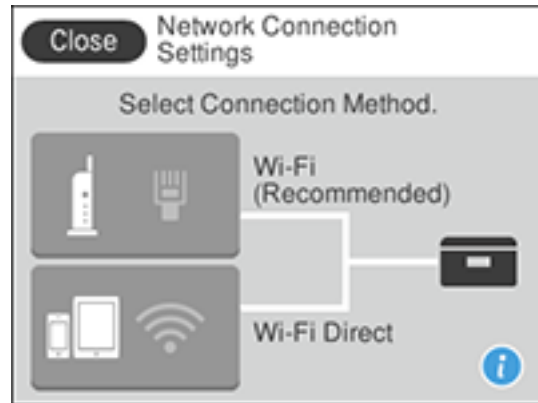 Close
Network Connection
Settings
Select Connection Method.
Wi-Fi
(Recommended)
Wi-Fi Direct
i